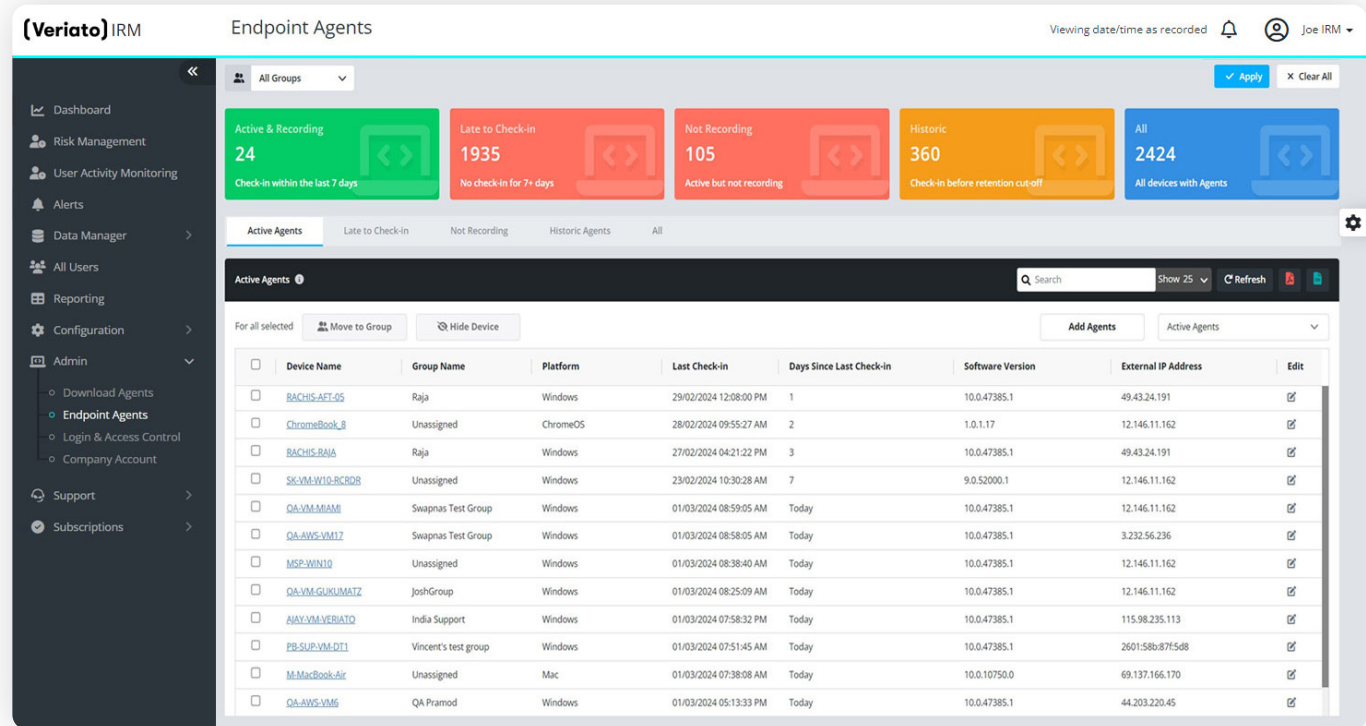 (Veriato) IRM
Endpoint Agents
Viewing date/time as recorded
Joe IRM
Dashboard
Risk Management
User Activity Monitoring
Alerts
Data Manager
All Users
Reporting
Configuration
Admin
Download Agents
Endpoint Agents
Login & Access Control
Company Account
Support
Subscriptions
All Groups
Apply
X Clear All
Active & Recording
24
Check-in within the last 7 days
Late to Check-in
1935
No check-in for 7+ days
Not Recording
105
Active but not recording
Historic
360
Check-in before retention cut-off
All
2424
All devices with Agents
Active Agents Late to Check-in Not Recording Historic Agents All
Active Agents
Search
Show 25
Refresh
For all selected
Move to Group
Hide Device
Add Agents
Active Agents
Device Name Group Name Platform Last Check-in Days Since Last Check-in Software Version External IP Address Edit
RACHIS-AFT-05 Raja Windows 29/02/2024 12:08:00 PM 1 10.0.47385.1 49.43.24.191
ChromeBook_8 Unassigned ChromeOS 28/02/2024 09:55:27 AM 2 1.0.1.17 12.146.11.162
RACHIS-RAJA Raja Windows 27/02/2024 04:21:22 PM 3 10.0.47385.1 49.43.24.191
SK-VM-W10-RCRDR Unassigned Windows 23/02/2024 10:30:28 AM 7 9.0.52000.1 12.146.11.162
QA-VM-MIAMI Swapnas Test Group Windows 01/03/2024 08:59:05 AM Today 10.0.47385.1 12.146.11.162
QA-AWS-VM17 Swapnas Test Group Windows 01/03/2024 08:58:05 AM Today 10.0.47385.1 3.232.56.236
MSP-WIN10 Unassigned Windows 01/03/2024 08:38:40 AM Today 10.0.47385.1 12.146.11.162
QA-VM-GUKUMATZ JoshGroup Windows 01/03/2024 08:25:09 AM Today 10.0.47385.1 12.146.11.162
AJAY-VM-VERIATO India Support Windows 01/03/2024 07:58:32 PM Today 10.0.47385.1 115.98.235.113
PB-SUP-VM-DT1 Vincent's test group Windows 01/03/2024 07:51:45 AM Today 10.0.47385.1 2601:58b:87f:5d8
M-MacBook-Air Unassigned Mac 01/03/2024 07:38:08 AM Today 10.0.10750.0 69.137.166.170
QA-AWS-VM6 QA Pramod Windows 01/03/2024 05:13:33 PM Today 10.0.47385.1 44.203.220.45